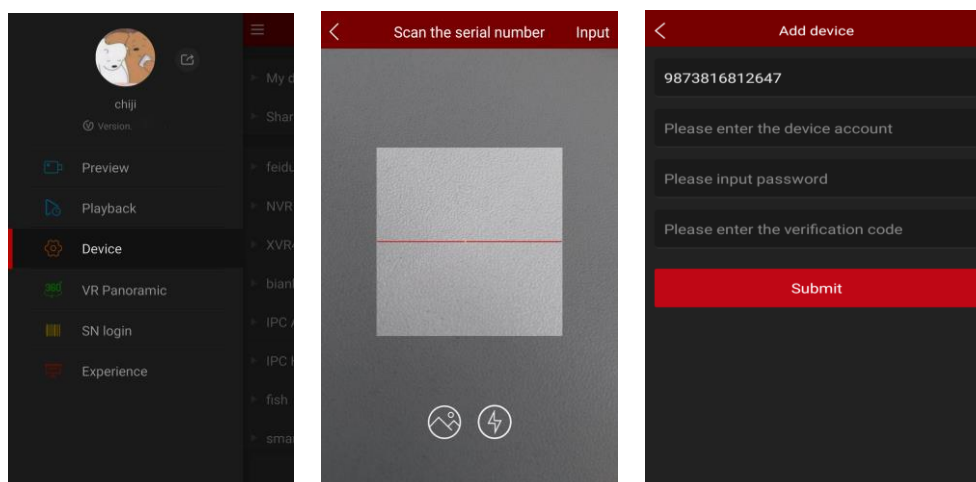 chiji
Version
Preview
Playback
Device
360
VR Panoramic
SN login
Experience
My d
Shar
feidu
NVR
XVR
IPC
IPC
fish
smar
Scan the serial number
Input
Add device
9873816812647
Please enter the device account
Please input password
Please enter the verification code
Submit